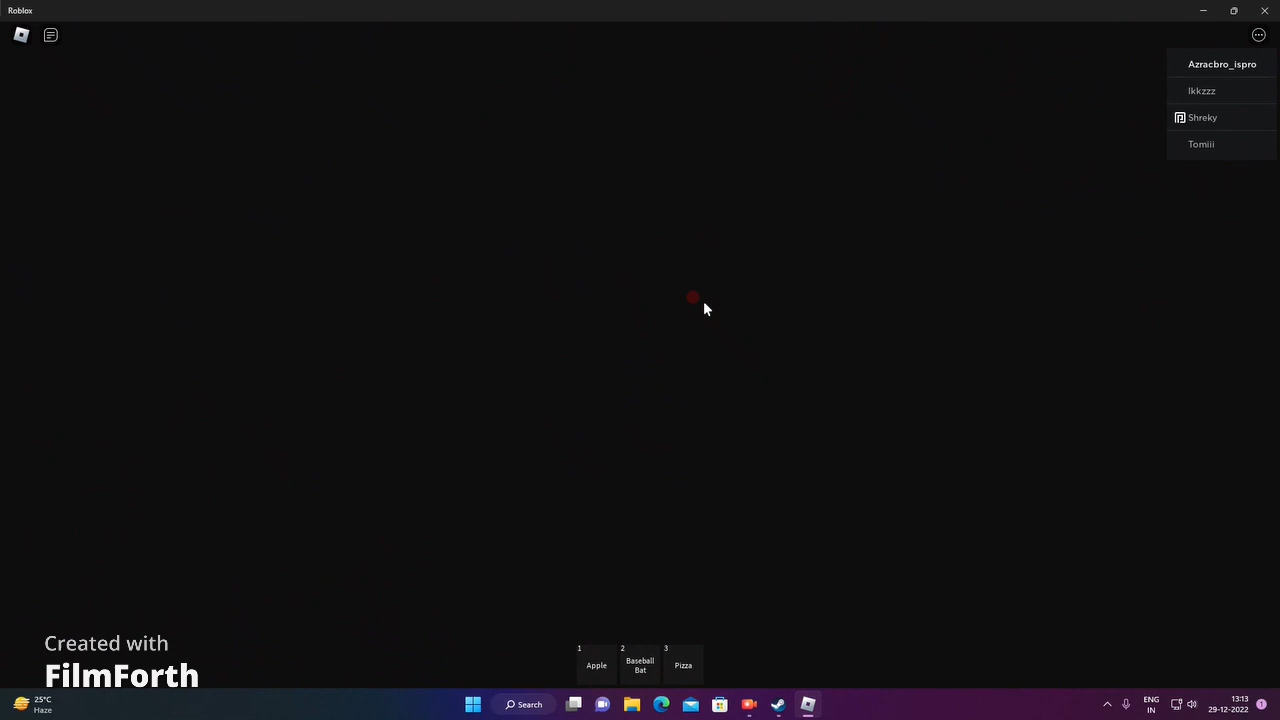 Roblox
Azracbro_ispro
Ikkzzz
Shreky
Tomiii
Created with
FilmForth
1
Apple
2
Baseball
Bat
3
Pizza
25°C
Haze
Search
ENG
IN
13:13
29-12-2022
1